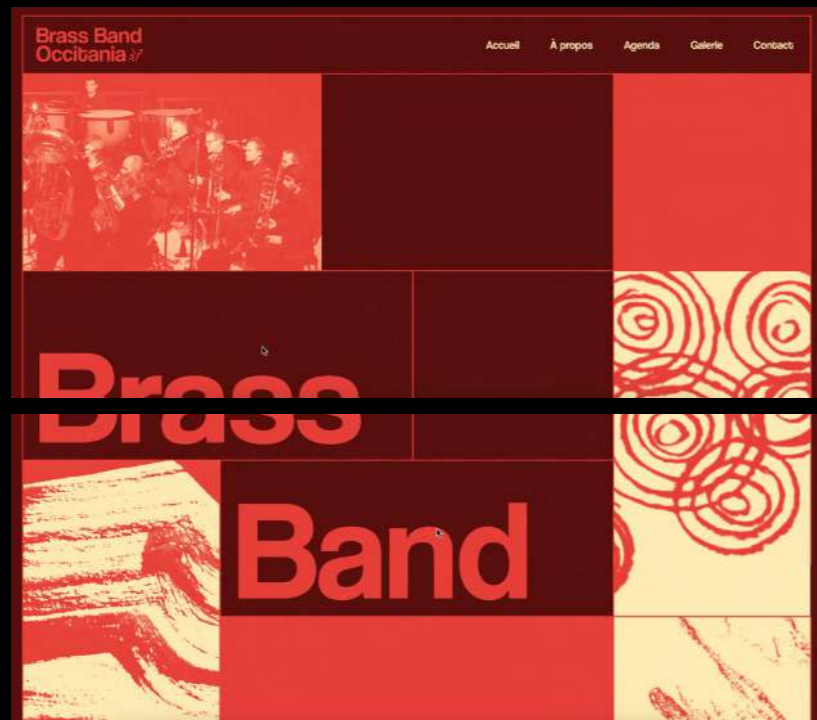 Brass Band
Occitania
Accueil À propos Agenda Galerie Contact
Brass
Band